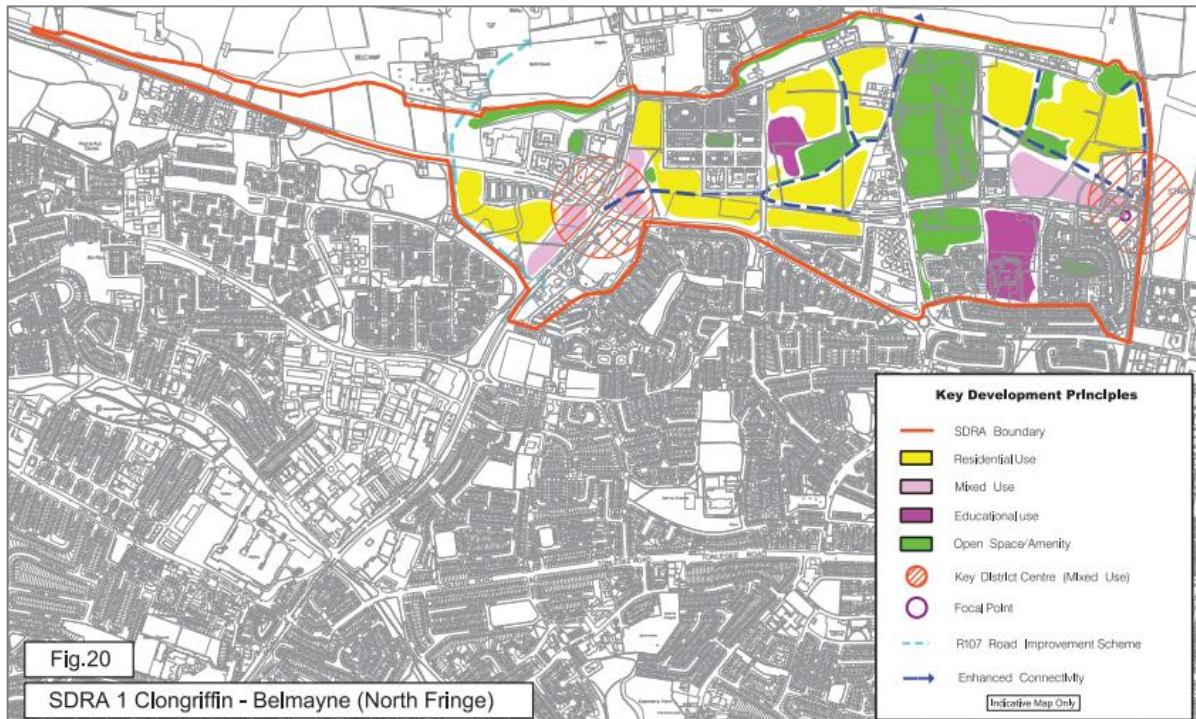 Key Development Principles
SDRA Boundary
Residential Use
Mixed Use
Educational use
Open Space/Amenity
Key District Centre (Mixed Use)
Focal Point
R107 Road Improvement Scheme
Enhanced Connectivity
Indicative Map Only
TONLEGEE ROAD
Fig.20
SDRA 1 Clongriffin - Belmayne (North Fringe)